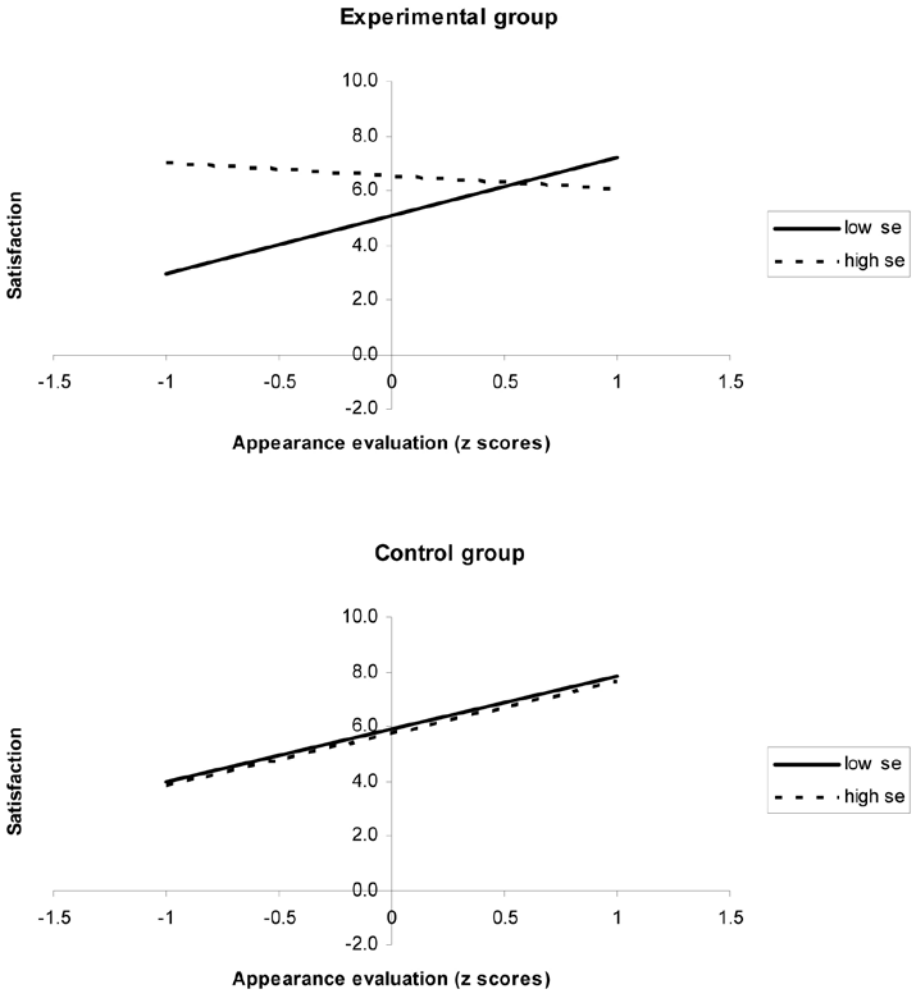 Experimental group
10.0
8.0
6.0
4.0
2.0
0.0
-1.5 -1 -0.5 0 0.5 1 1.5
-2.0
Satisfaction
Appearance evaluation (z scores)
low se
high se
Control group
10.0
8.0
6.0
4.0
2.0
0.0
-1.5 -1 -0.5 0 0.5 1 1.5
-2.0
Satisfaction
Appearance evaluation (z scores)
low se
high se